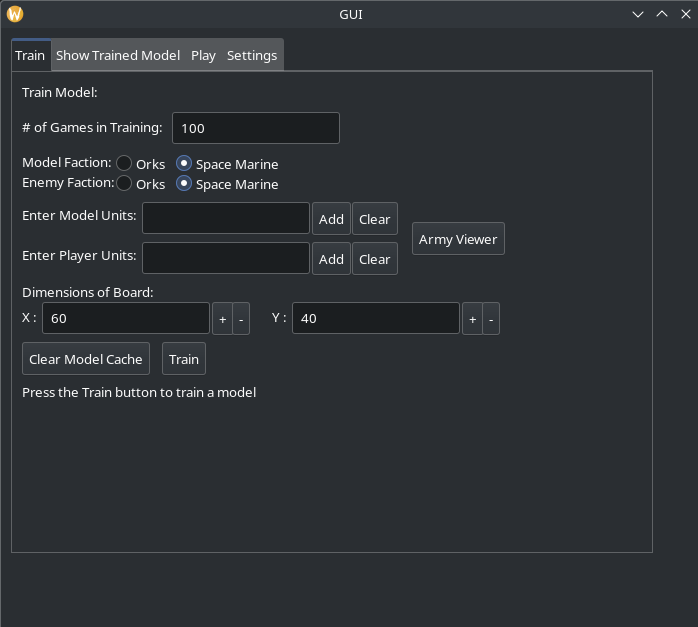 GUI
Train Show Trained Model Play Settings
Train Model:
# of Games in Training: 100
Model Faction: Orks Space Marine
Enemy Faction: Orks Space Marine
Enter Model Units: Add Clear
Army Viewer
Enter Player Units: Add Clear
Dimensions of Board:
X : 60 + - Y : 40 + -
Clear Model Cache Train
Press the Train button to train a model